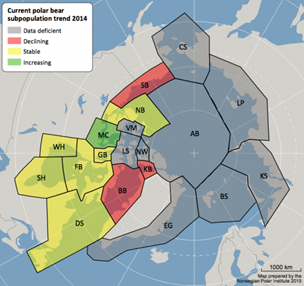 Current polar bear
subpopulation trend 2014
Data deficient
Declining
Stable
Increasing
CS
SB
LP
NB
MC
VM
AB
WH
GB
LS
NW
FB
KB
SH
BB
KS
BS
DS
EG
1000 km
Map prepared by the
Norwegian Polar Institute 2015